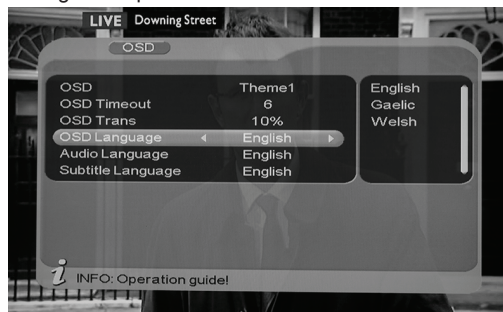 LIVE Downing Street
OSD
OSD Theme1
OSD Timeout 6
OSD Trans 10%
OSD Language English
Audio Language English
Subtitle Language English
English
Gaelic
Welsh
INFO: Operation guide!